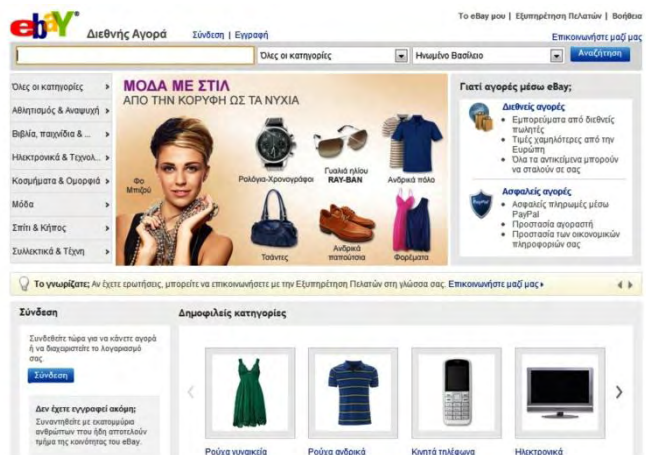 Το eBay μου | Εξυπηρέτηση Πελατών | Βοήθεια
ebaY® Διεθνής Αγορά Σύνδεση | Εγγραφή
Επικοινωνήστε μαζί μας
Όλες οι κατηγορίες Ηνωμένο Βασίλειο Αναζήτηση
Όλες οι κατηγορίες
Αθλητισμός & Αναψυχή
Βιβλία, παιχνίδια & ...
Ηλεκτρονικά & Τεχνολ...
Κοσμήματα & Ομορφιά
Μόδα
Σπίτι & Κήπος
Συλλεκτικά & Τέχνη
ΜΟΔΑ ΜΕ ΣΤΙΛ
ΑΠΟ ΤΗΝ ΚΟΡΥΦΗ ΩΣ ΤΑ ΝΥΧΙΑ
Φο
Μπιζού
Ρολόγια-Χρονογράφοι
Γυαλιά ηλίου
RAY-BAN
Ανδρικά πόλο
Τσάντες
Ανδρικά
παπούτσια
Φορέματα
Γιατί αγορές μέσω eBay;
Διεθνείς αγορές
• Εμπορεύματα από διεθνείς
πωλητές
• Τιμές χαμηλότερες από την
Ευρώπη
• Όλα τα αντικείμενα μπορούν
να σταλούν σε σας
PayPal
Ασφαλείς αγορές
• Ασφαλείς πληρωμές μέσω
PayPal
• Προστασία αγοραστή
• Προστασία των οικονομικών
πληροφοριών σας
Το γνωρίζατε; Αν έχετε ερωτήσεις, μπορείτε να επικοινωνήσετε με την Εξυπηρέτηση Πελατών στη γλώσσα σας. Επικοινωνήστε μαζί μας
Σύνδεση
Συνδεθείτε τώρα για να κάνετε αγορά
ή να διαχειριστείτε το λογαριασμό
σας.
Σύνδεση
Δεν έχετε εγγραφεί ακόμη;
Συναντηθείτε με εκατομμύρια
ανθρώπων που ήδη αποτελούν
τμήμα της κοινότητας του eBay.
Δημοφιλείς κατηγορίες
Ρούχα γυναικεία
Ρούχα ανδρικά
Κινητά τηλέφωνα
Ηλεκτρονικά